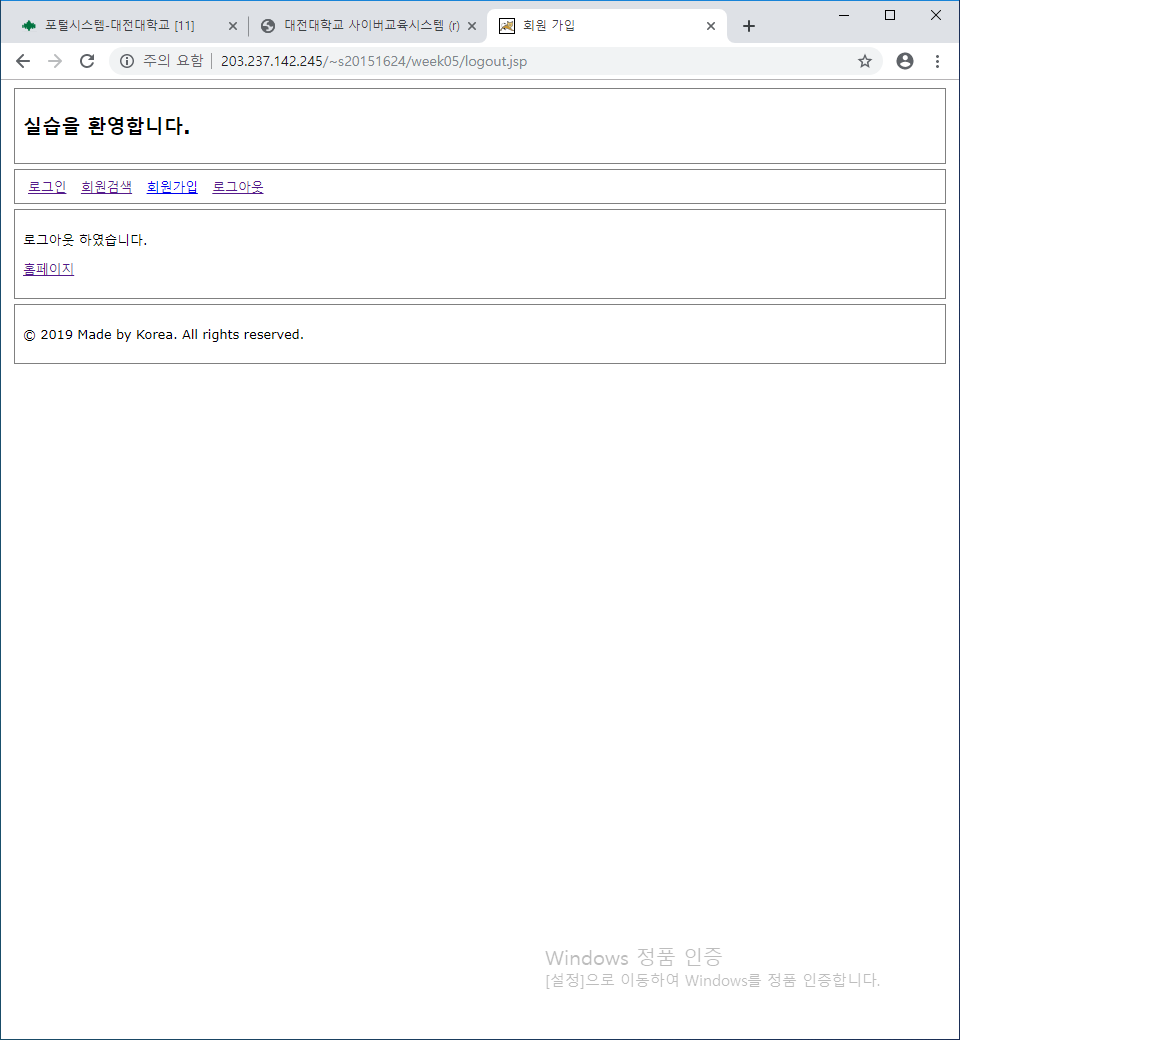 포털시스템-대전대학교 [11]
대전대학교 사이버교육시스템 (r)
회원 가입
주의 요함 | 203.237.142.245/~s20151624/week05/logout.jsp
실습을 환영합니다.
로그인 회원검색 회원가입 로그아웃
로그아웃 하였습니다.
홈페이지
© 2019 Made by Korea. All rights reserved.
Windows 정품 인증
[설정]으로 이동하여 Windows를 정품 인증합니다.